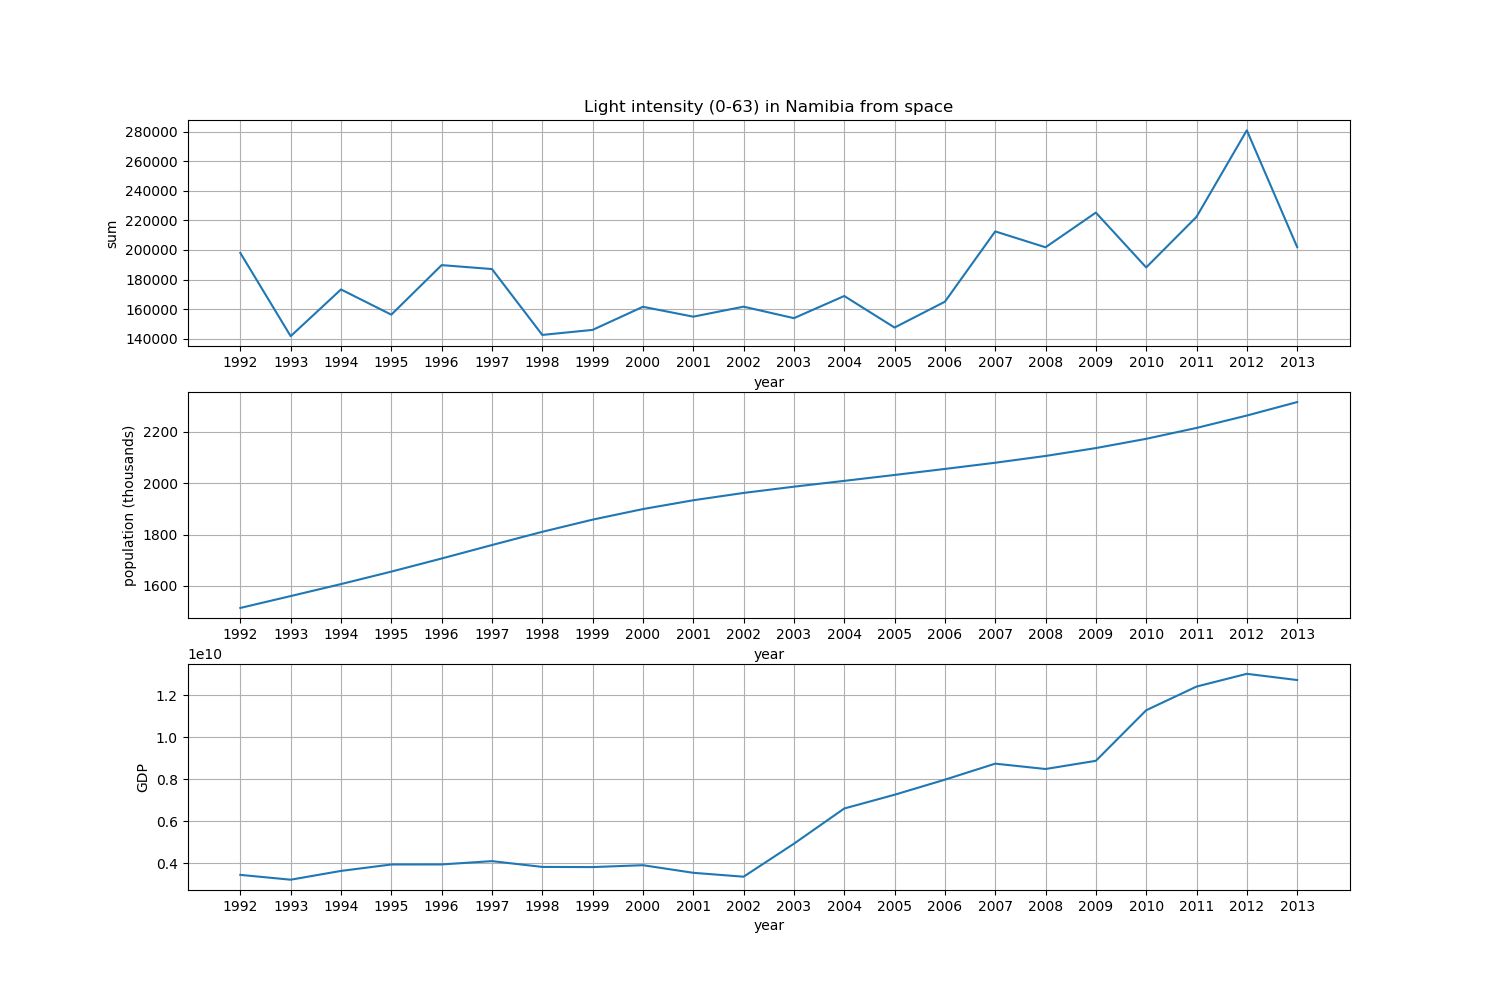 Light intensity (0-63) in Namibia from space
280000
260000
240000
220000
200000
180000
160000
140000
sum
1992 1993 1994 1995 1996 1997 1998 1999 2000 2001 2002 2003 2004 2005 2006 2007 2008 2009 2010 2011 2012 2013
year
2200
2000
1800
1600
population (thousands)
1992 1993 1994 1995 1996 1997 1998 1999 2000 2001 2002 2003 2004 2005 2006 2007 2008 2009 2010 2011 2012 2013
year
1e10
1.2
1.0
0.8
0.6
0.4
GDP
1992 1993 1994 1995 1996 1997 1998 1999 2000 2001 2002 2003 2004 2005 2006 2007 2008 2009 2010 2011 2012 2013
year